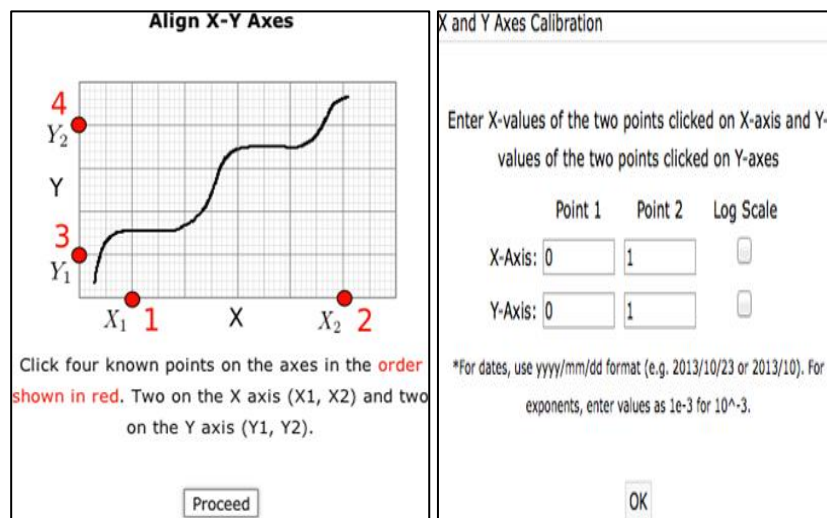 Align X-Y Axes
4
Y2
Y
3
Y1
X1 1 X X2 2
Click four known points on the axes in the order
shown in red. Two on the X axis (X1, X2) and two
on the Y axis (Y1, Y2).
Proceed
X and Y Axes Calibration
Enter X-values of the two points clicked on X-axis and Y-
values of the two points clicked on Y-axes
Point 1 Point 2 Log Scale
X-Axis: 0 1
Y-Axis: 0 1
*For dates, use yyyy/mm/dd format (e.g. 2013/10/23 or 2013/10). For
exponents, enter values as 1e-3 for 10^-3.
OK